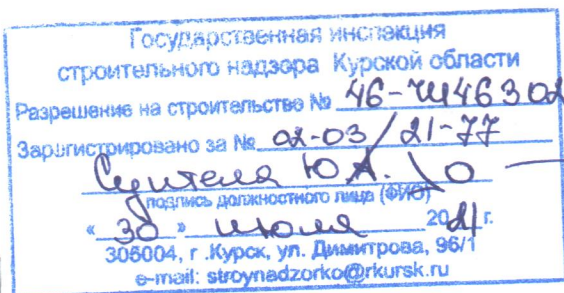 Государственная инспекция
строительного надзора Курской области
Разрешение на строительство №
Зарегистрировано за № 02-03/21-77
Ю.А.
подпись должностного лица (ФИО)
« 30 » июля 2021 г.
305004, г .Курск, ул. Димитрова, 96/1
e-mail: stroynadzorko@rkursk.ru